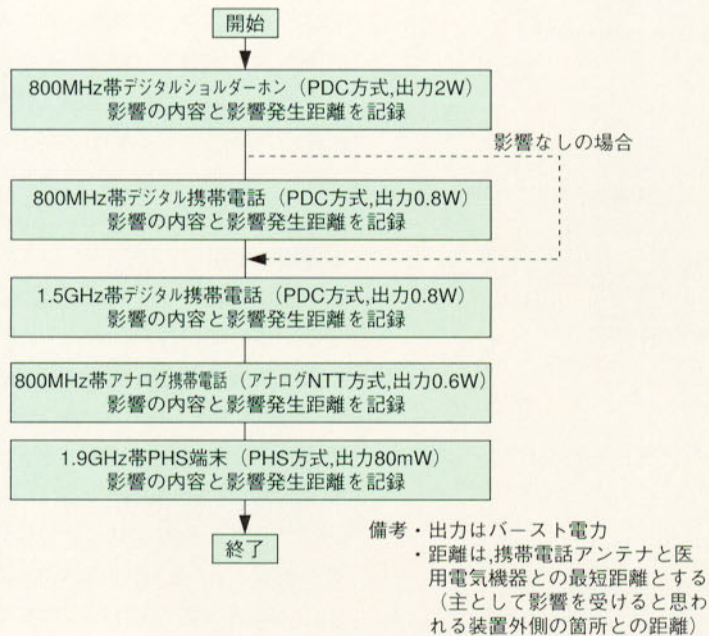 開始
800MHz帯デジタルショルダーホン（PDC方式,出力2W）
影響の内容と影響発生距離を記録
影響なしの場合
800MHz帯デジタル携帯電話（PDC方式,出力0.8W）
影響の内容と影響発生距離を記録
1.5GHz帯デジタル携帯電話（PDC方式,出力0.8W）
影響の内容と影響発生距離を記録
800MHz帯アナログ携帯電話（アナログNTT方式,出力0.6W）
影響の内容と影響発生距離を記録
1.9GHz帯PHS端末（PHS方式,出力80mW）
影響の内容と影響発生距離を記録
終了
備考・出力はバースト電力
・距離は,携帯電話アンテナと医
用電気機器との最短距離とする
（主として影響を受けると思わ
れる装置外側の箇所との距離）